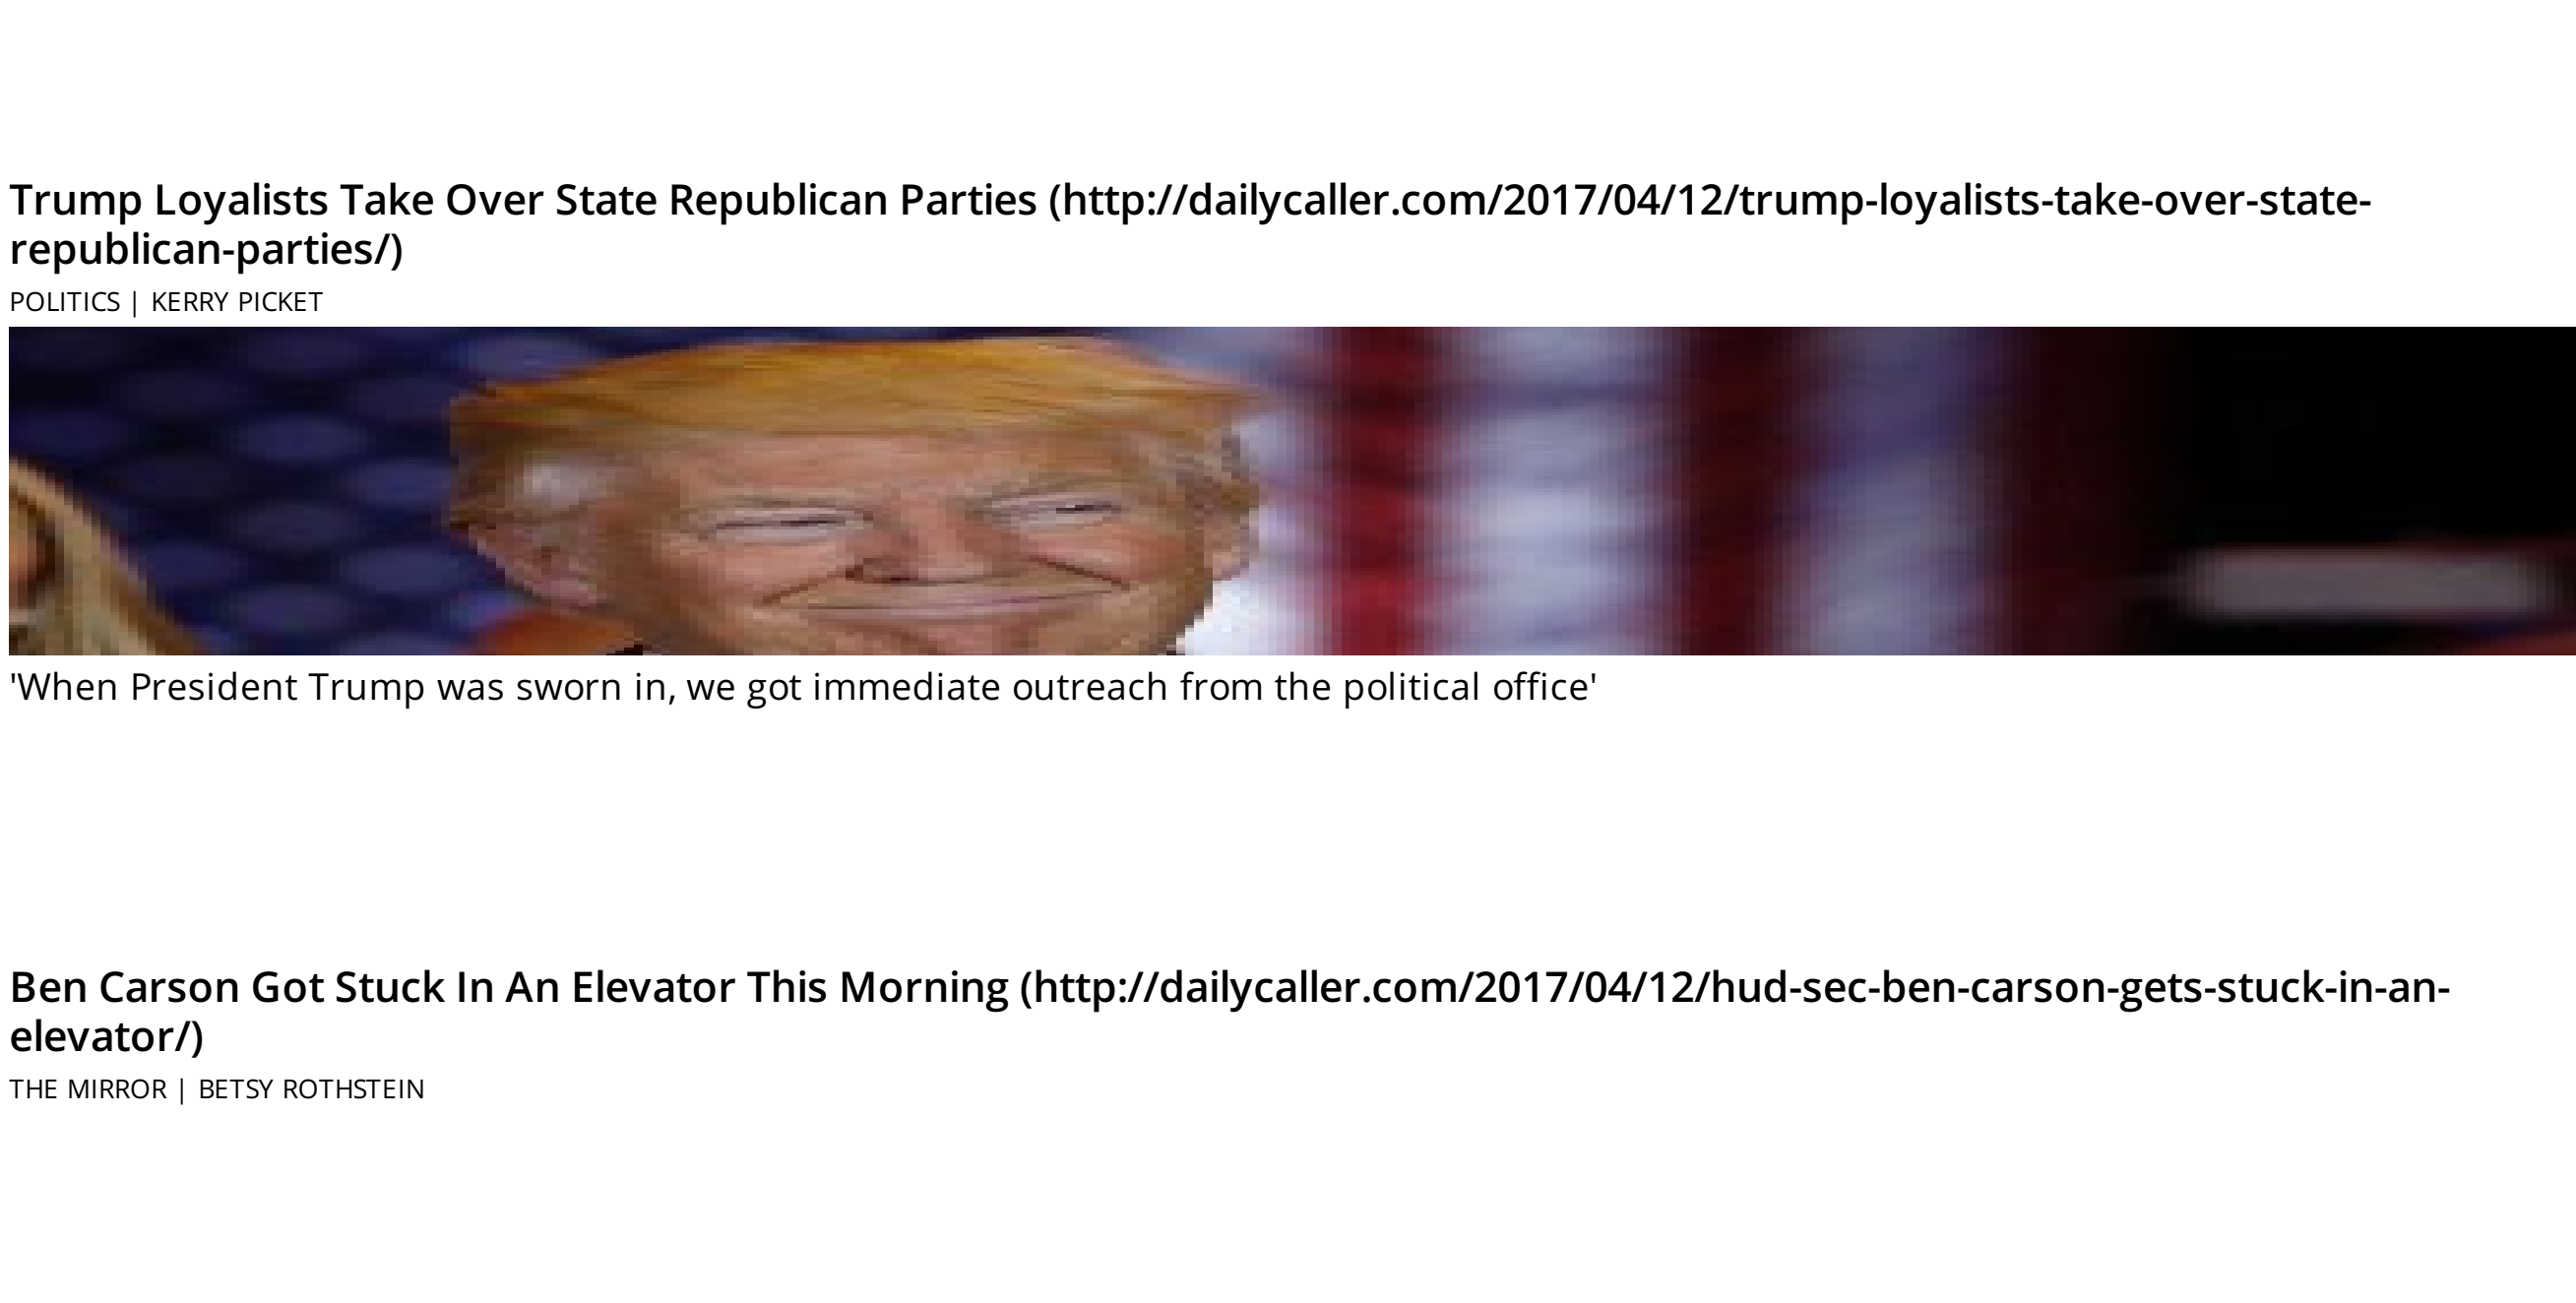 Trump Loyalists Take Over State Republican Parties (http://dailycaller.com/2017/04/12/trump-loyalists-take-over-state-
republican-parties/)
POLITICS | KERRY PICKET
'When President Trump was sworn in, we got immediate outreach from the political office'
Ben Carson Got Stuck In An Elevator This Morning (http://dailycaller.com/2017/04/12/hud-sec-ben-carson-gets-stuck-in-an-
elevator/)
THE MIRROR | BETSY ROTHSTEIN